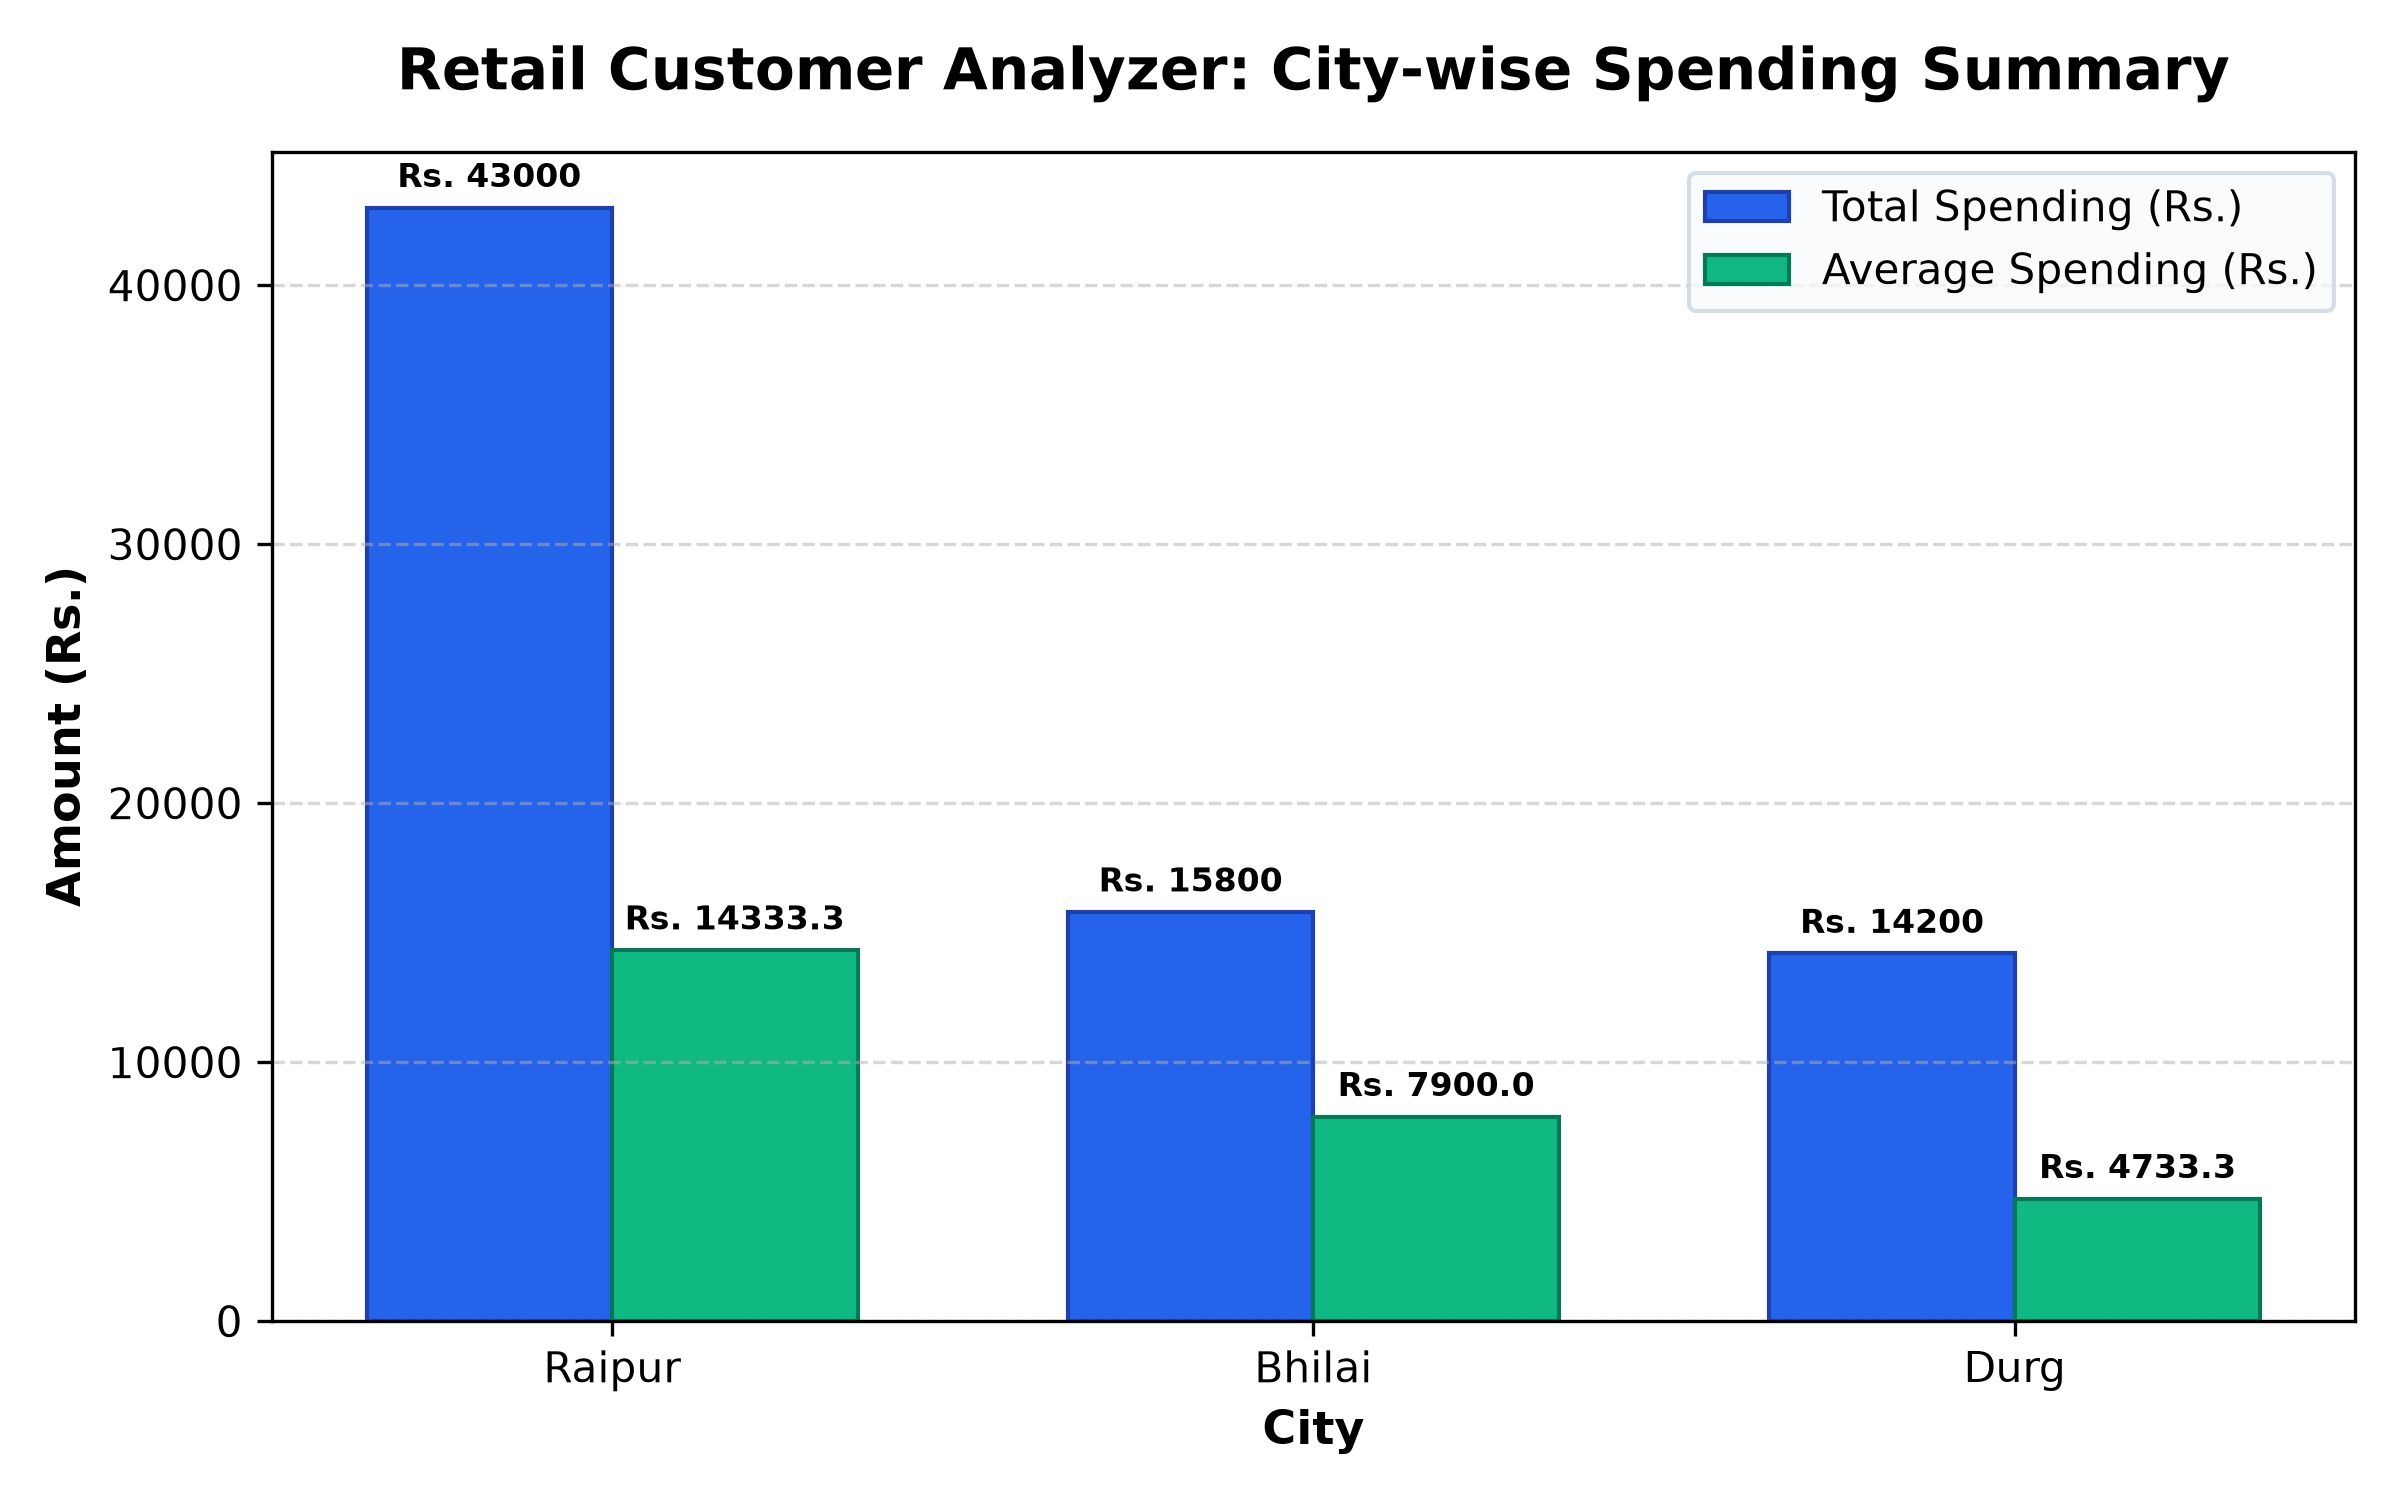 Retail Customer Analyzer: City-wise Spending Summary
Total Spending (Rs.)
Average Spending (Rs.)
Amount (Rs.)
40000
30000
20000
10000
0
Rs. 43000
Rs. 14333.3
Rs. 15800
Rs. 7900.0
Rs. 14200
Rs. 4733.3
Raipur
Bhilai
Durg
City